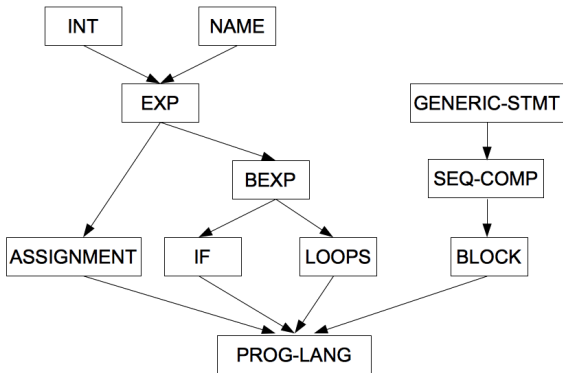 INT
NAME
EXP
GENERIC-STMT
BEXP
SEQ-COMP
ASSIGNMENT
IF
LOOPS
BLOCK
PROG-LANG